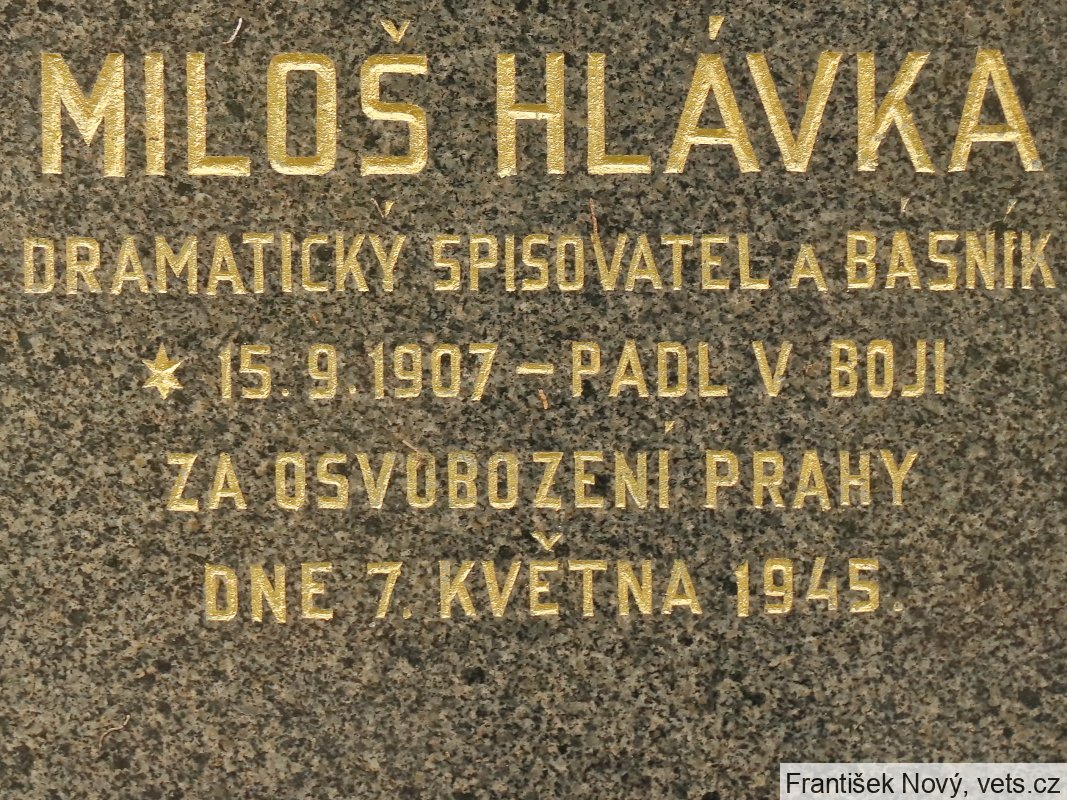 MILOŠ HLÁVKA
DRAMATICKÝ SPISOVATEL A BÁSNÍK
★ 15. 9. 1907 – PADL V BOJI
ZA OSVOBOZENÍ PRAHY
DNE 7. KVĚTNA 1945.
František Nový, vets.cz